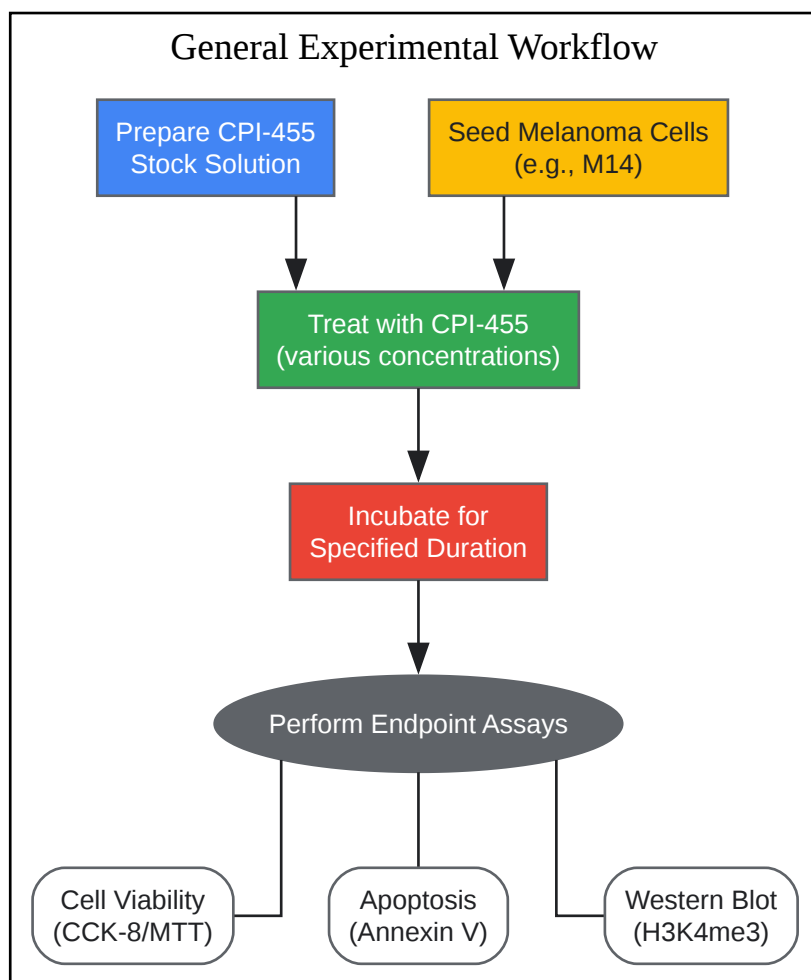 General Experimental Workflow
Prepare CPI-455
Stock Solution
Seed Melanoma Cells
(e.g., M14)
Treat with CPI-455
(various concentrations)
Incubate for
Specified Duration
Perform Endpoint Assays
Cell Viability
(CCK-8/MTT)
Apoptosis
(Annexin V)
Western Blot
(H3K4me3)